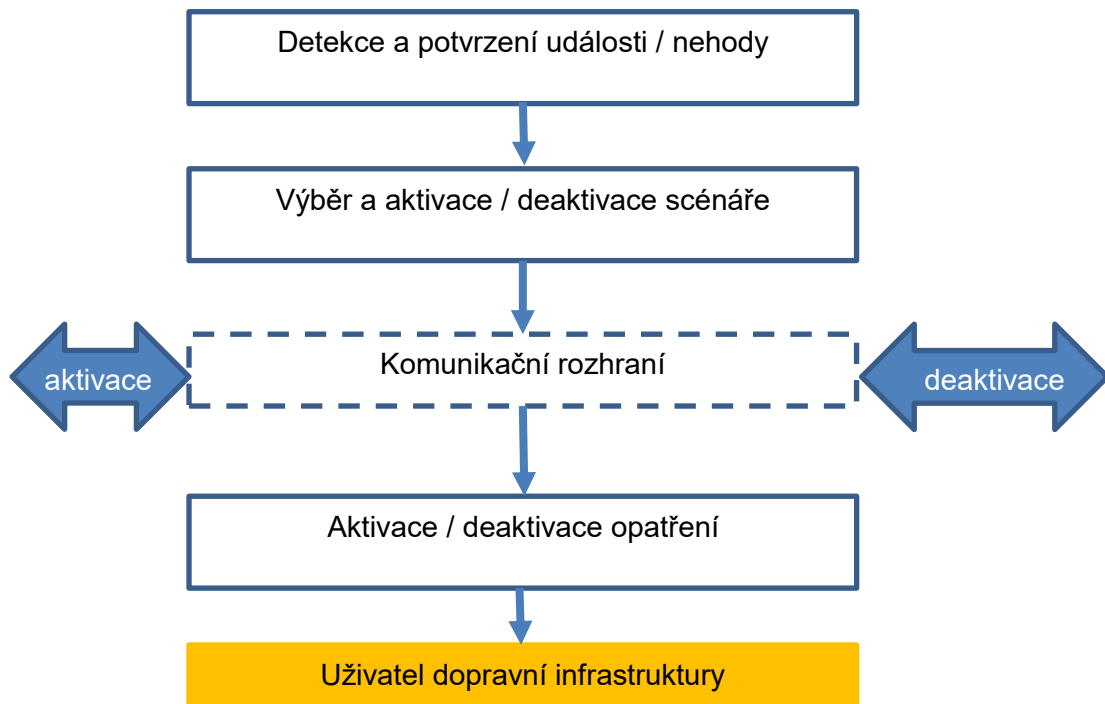 Detekce a potvrzení události / nehody
Výběr a aktivace / deaktivace scénáře
Komunikační rozhraní
aktivace
deaktivace
Aktivace / deaktivace opatření
Uživatel dopravní infrastruktury